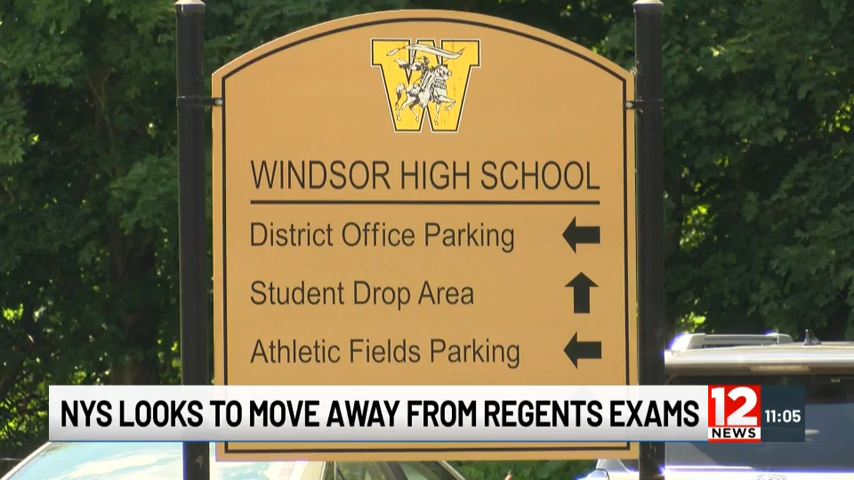 W
WINDSOR HIGH SCHOOL
District Office Parking
Student Drop Area
Athletic Fields Parking
NYS LOOKS TO MOVE AWAY FROM REGENTS EXAMS
12
NEWS
11:05